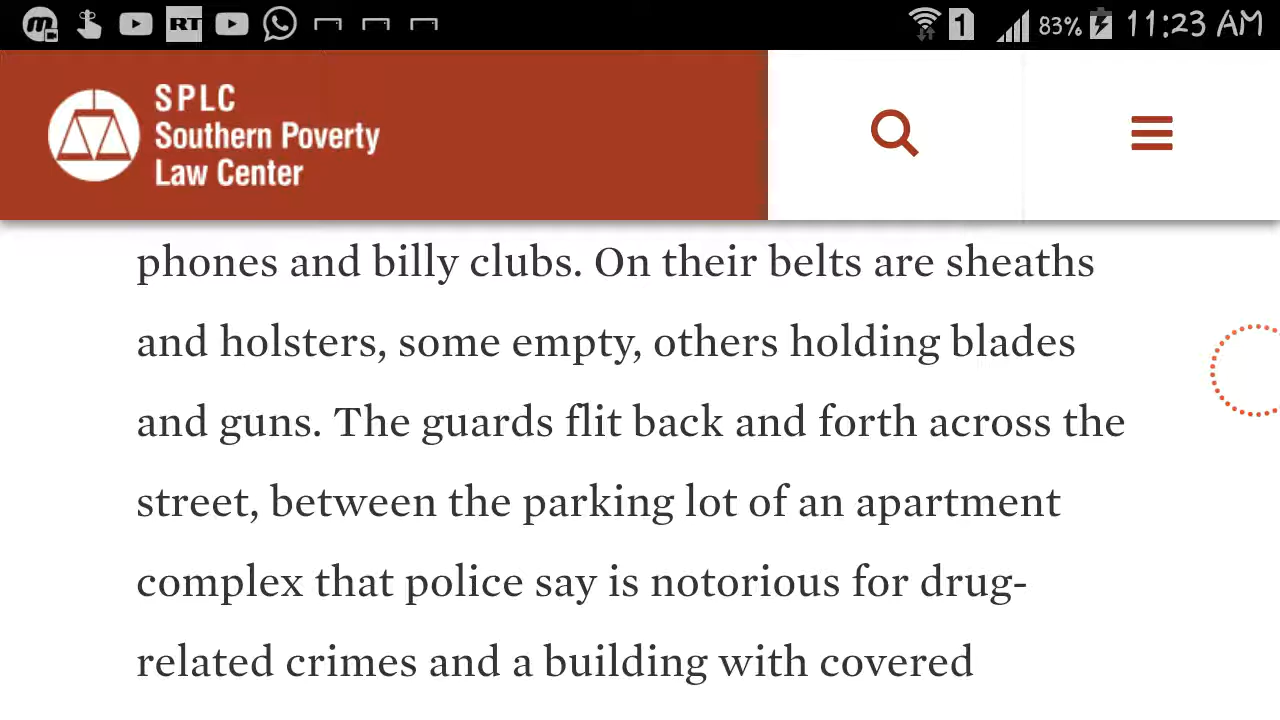 RT 1 83% 11:23 AM
SPLC
Southern Poverty
Law Center
phones and billy clubs. On their belts are sheaths
and holsters, some empty, others holding blades
and guns. The guards flit back and forth across the
street, between the parking lot of an apartment
complex that police say is notorious for drug-
related crimes and a building with covered